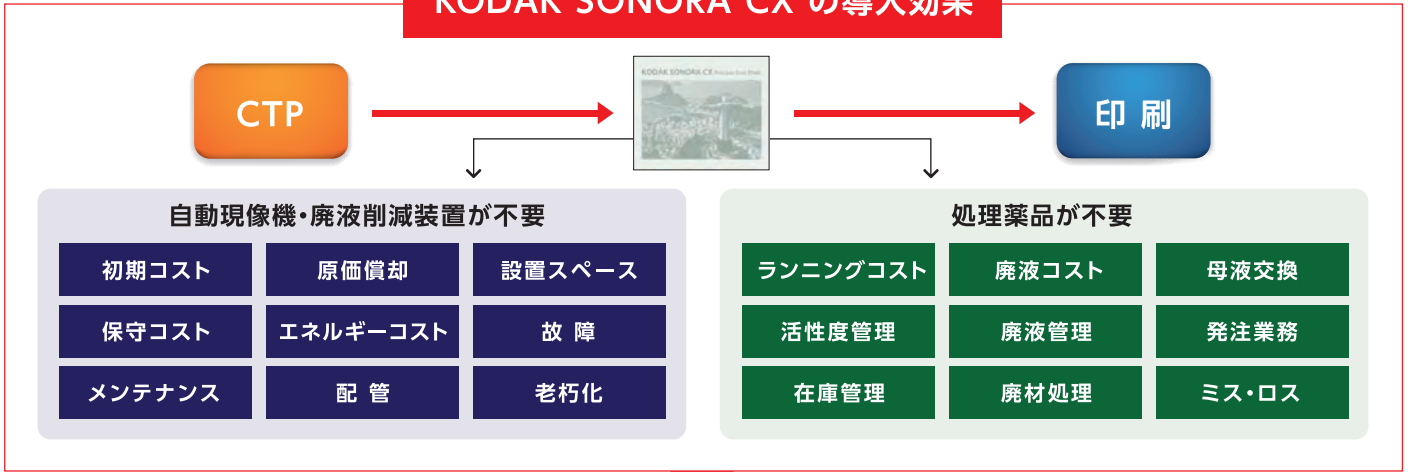 KODAK SONORA CX の導入効果
CTP
KODAK SONORA CX
印 刷
自動現像機・廃液削減装置が不要
初期コスト
原価償却
設置スペース
保守コスト
エネルギーコスト
故 障
メンテナンス
配 管
老朽化
処理薬品が不要
ランニングコスト
廃液コスト
母液交換
活性度管理
廃液管理
発注業務
在庫管理
廃材処理
ミス・ロス